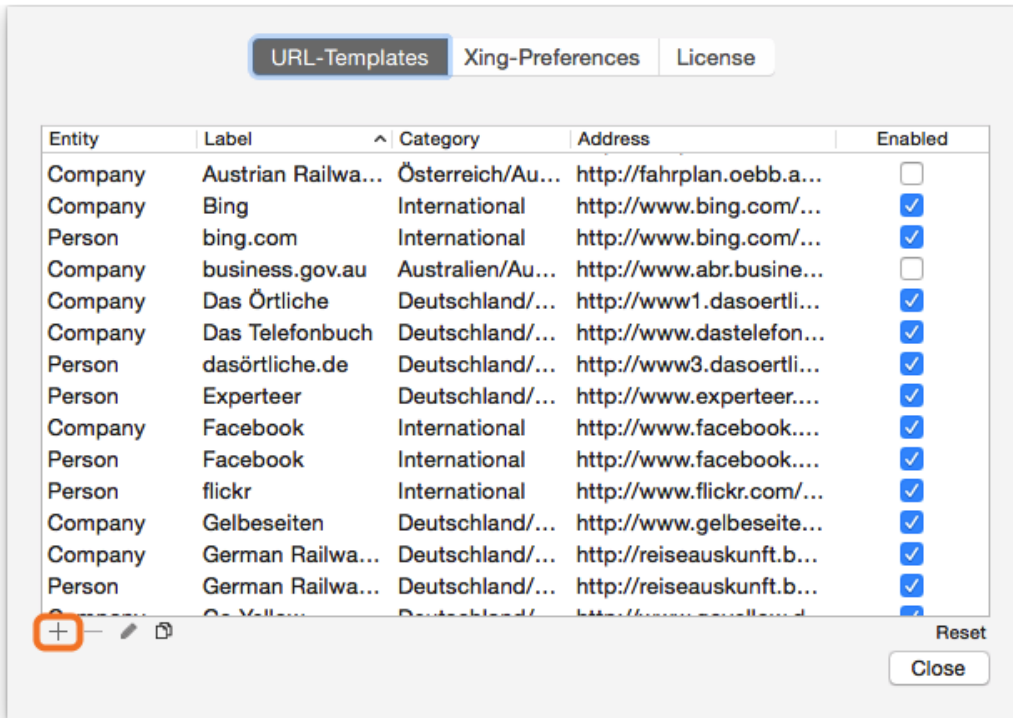 URL-Templates Xing-Preferences License
Entity Label Category Address Enabled
Company Austrian Railwa... Österreich/Au... http://fahrplan.oebb.a...
Company Bing International http://www.bing.com/...
Person bing.com International http://www.bing.com/...
Company business.gov.au Australien/Au... http://www.abr.busine...
Company Das Örtliche Deutschland/... http://www1.dasoertli...
Company Das Telefonbuch Deutschland/... http://www.dastelefon...
Person dasörtliche.de Deutschland/... http://www3.dasoertli...
Person Experteer Deutschland/... http://www.experteer....
Company Facebook International http://www.facebook....
Person Facebook International http://www.facebook....
Person flickr International http://www.flickr.com/...
Company Gelbeseiten Deutschland/... http://www.gelbeseite...
Company German Railwa... Deutschland/... http://reiseauskunft.b...
Person German Railwa... Deutschland/... http://reiseauskunft.b...
Reset
Close